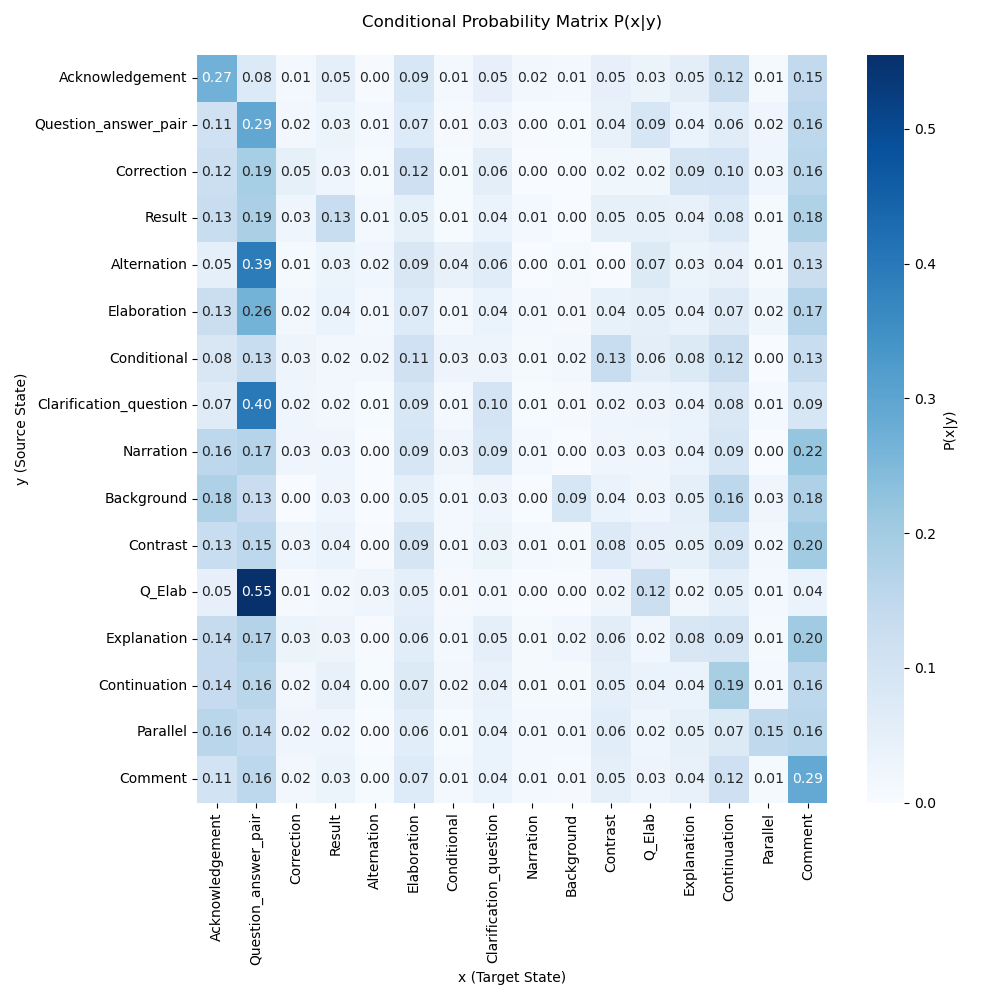 Conditional Probability Matrix P(x|y)
Acknowledgement 0.27 0.08 0.01 0.05 0.00 0.09 0.01 0.05 0.02 0.01 0.05 0.03 0.05 0.12 0.01 0.15
Question_answer_pair 0.11 0.29 0.02 0.03 0.01 0.07 0.01 0.03 0.00 0.01 0.04 0.09 0.04 0.06 0.02 0.16
Correction 0.12 0.19 0.05 0.03 0.01 0.12 0.01 0.06 0.00 0.00 0.02 0.02 0.09 0.10 0.03 0.16
Result 0.13 0.19 0.03 0.13 0.01 0.05 0.01 0.04 0.01 0.00 0.05 0.05 0.04 0.08 0.01 0.18
Alternation 0.05 0.39 0.01 0.03 0.02 0.09 0.04 0.06 0.00 0.01 0.00 0.07 0.03 0.04 0.01 0.13
Elaboration 0.13 0.26 0.02 0.04 0.01 0.07 0.01 0.04 0.01 0.01 0.04 0.05 0.04 0.07 0.02 0.17
Conditional 0.08 0.13 0.03 0.02 0.02 0.11 0.03 0.03 0.01 0.02 0.13 0.06 0.08 0.12 0.00 0.13
Clarification_question 0.07 0.40 0.02 0.02 0.01 0.09 0.01 0.10 0.01 0.01 0.02 0.03 0.04 0.08 0.01 0.09
Narration 0.16 0.17 0.03 0.03 0.00 0.09 0.03 0.09 0.01 0.00 0.03 0.03 0.04 0.09 0.00 0.22
Background 0.18 0.13 0.00 0.03 0.00 0.05 0.01 0.03 0.00 0.09 0.04 0.03 0.05 0.16 0.03 0.18
Contrast 0.13 0.15 0.03 0.04 0.00 0.09 0.01 0.03 0.01 0.01 0.08 0.05 0.05 0.09 0.02 0.20
Q_Elab 0.05 0.55 0.01 0.02 0.03 0.05 0.01 0.01 0.00 0.00 0.02 0.12 0.02 0.05 0.01 0.04
Explanation 0.14 0.17 0.03 0.03 0.00 0.06 0.01 0.05 0.01 0.02 0.06 0.02 0.08 0.09 0.01 0.20
Continuation 0.14 0.16 0.02 0.04 0.00 0.07 0.02 0.04 0.01 0.01 0.05 0.04 0.04 0.19 0.01 0.16
Parallel 0.16 0.14 0.02 0.02 0.00 0.06 0.01 0.04 0.01 0.01 0.06 0.02 0.05 0.07 0.15 0.16
Comment 0.11 0.16 0.02 0.03 0.00 0.07 0.01 0.04 0.01 0.01 0.05 0.03 0.04 0.12 0.01 0.29
y (Source State)
Acknowledgement
Question_answer_pair
Correction
Result
Alternation
Elaboration
Conditional
Clarification_question
Narration
Background
Contrast
Q_Elab
Explanation
Continuation
Parallel
Comment
x (Target State)
0.5
0.4
0.3
0.2
0.1
0.0
P(x|y)